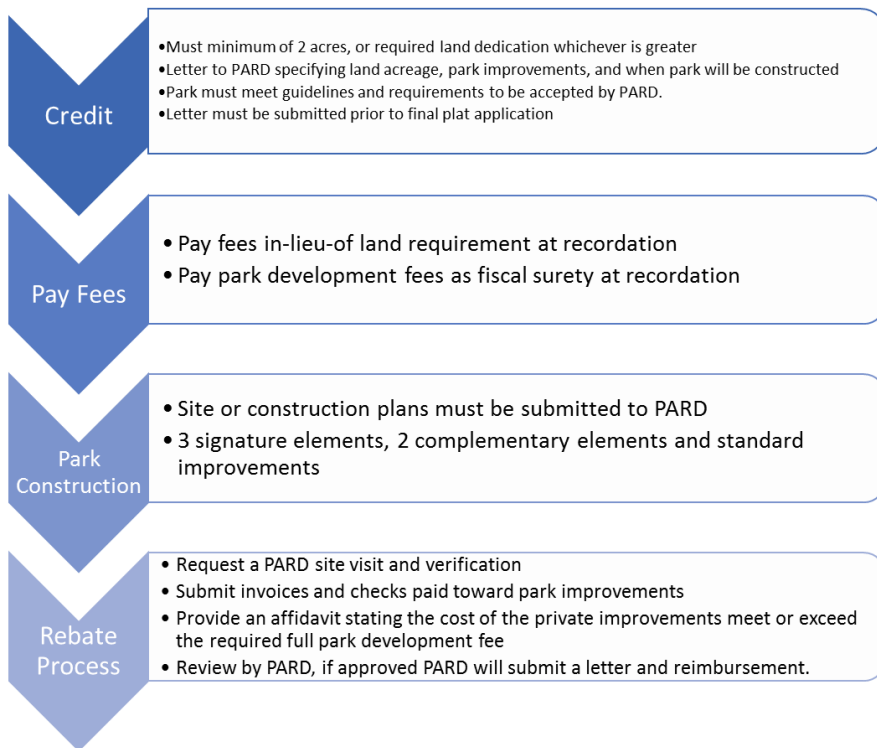 Credit
•Must minimum of 2 acres, or required land dedication whichever is greater
•Letter to PARD specifying land acreage, park improvements, and when park will be constructed
•Park must meet guidelines and requirements to be accepted by PARD.
•Letter must be submitted prior to final plat application
Pay Fees
• Pay fees in-lieu-of land requirement at recordation
• Pay park development fees as fiscal surety at recordation
Park
Construction
• Site or construction plans must be submitted to PARD
• 3 signature elements, 2 complementary elements and standard
improvements
Rebate
Process
• Request a PARD site visit and verification
• Submit invoices and checks paid toward park improvements
• Provide an affidavit stating the cost of the private improvements meet or exceed
the required full park development fee
• Review by PARD, if approved PARD will submit a letter and reimbursement.